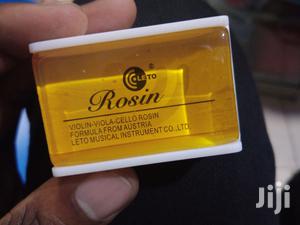 LETO
Rosin
VIOLIN-VIOLA-CELLO ROSIN
FORMULA FROM AUSTRIA
LETO MUSICAL INSTRUMENT CO.,LTD.
Jiji